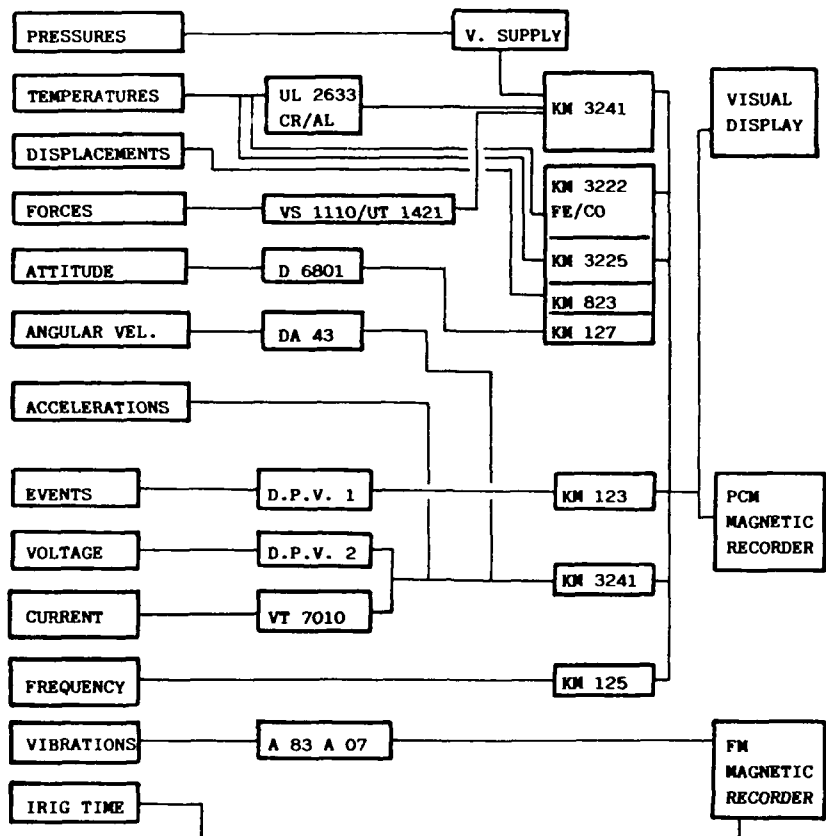 PRESSURES
V. SUPPLY
TEMPERATURES
UL 2633
CR/AL
KM 3241
VISUAL
DISPLAY
DISPLACEMENTS
KM 3222
FE/CO
FORCES
VS 1110/UT 1421
ATTITUDE
D 6801
KM 3225
KM 823
ANGULAR VEL.
DA 43
KM 127
ACCELERATIONS
EVENTS
D.P.V. 1
KM 123
PCM
MAGNETIC
RECORDER
VOLTAGE
D.P.V. 2
KM 3241
CURRENT
VT 7010
FREQUENCY
KM 125
VIBRATIONS
A 83 A 07
FM
MAGNETIC
RECORDER
IRIG TIME